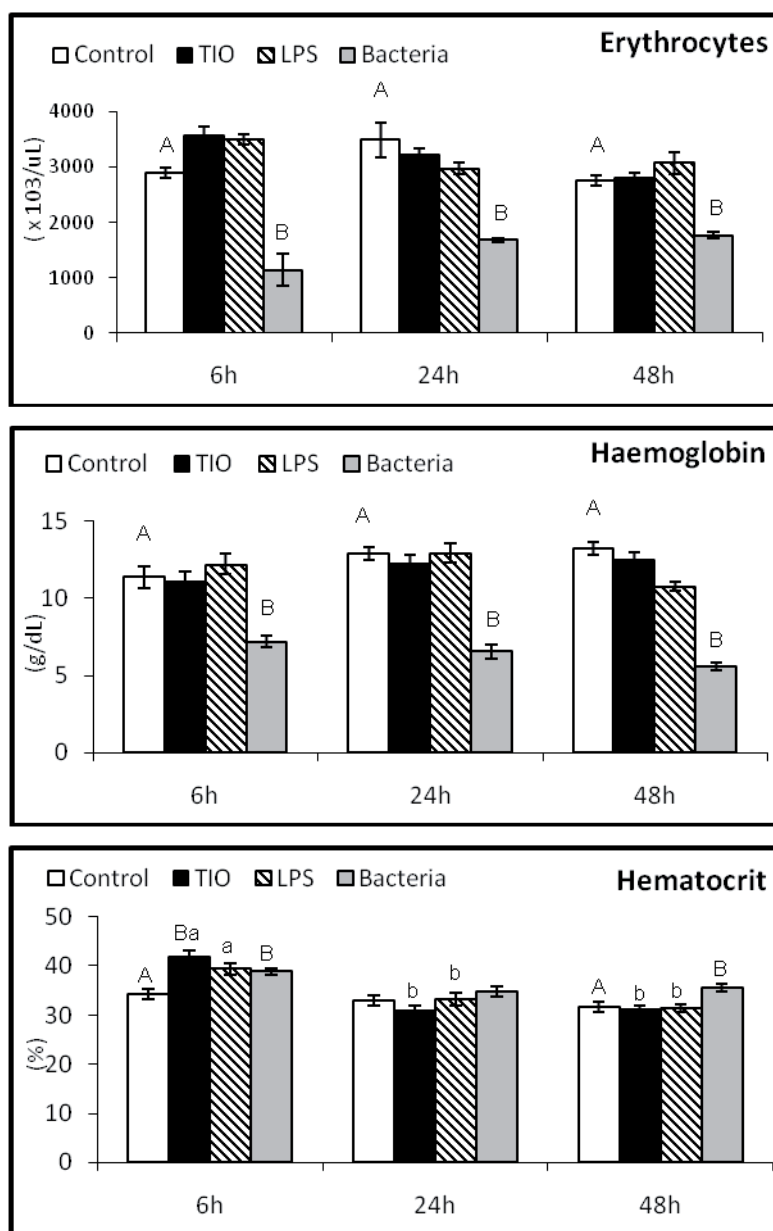 Erythrocytes
Control TIO LPS Bacteria
4000
3000
2000
1000
0
( x 103/uL)
A
B
A
B
A
B
6h 24h 48h
Haemoglobin
Control TIO LPS Bacteria
15
10
5
0
(g/dL)
A
B
A
B
A
B
6h 24h 48h
Control TIO LPS Bacteria
Hematocrit
50
40
30
20
10
0
(%)
A
Ba
a
B
b
b
A
b
b
B
6h 24h 48h